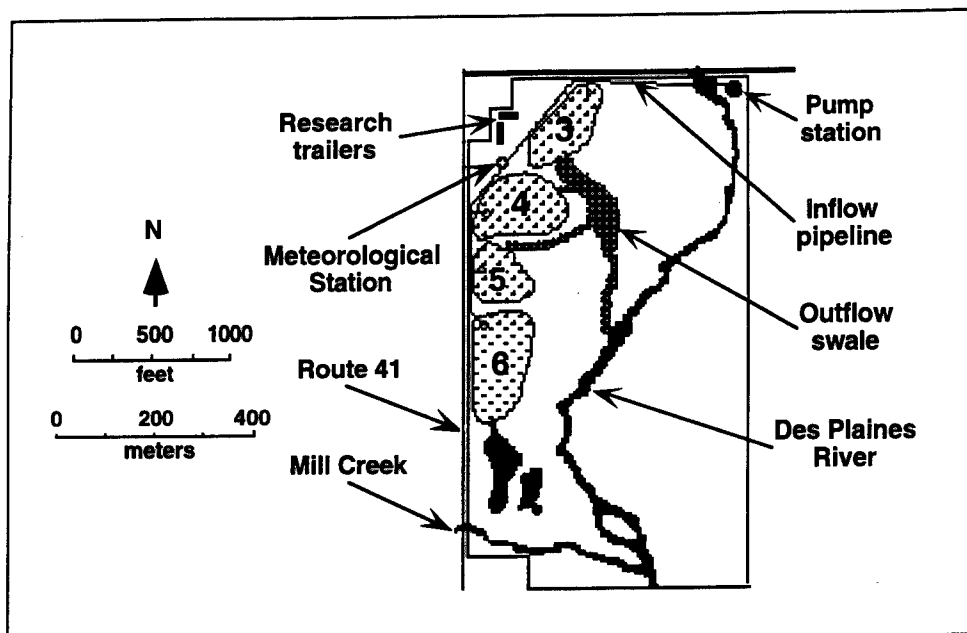 Research
trailers
3
Pump
station
4
Inflow
pipeline
N
Meteorological
Station
5
0 500 1000
feet
Outflow
swale
Route 41
6
0 200 400
meters
Des Plaines
River
Mill Creek